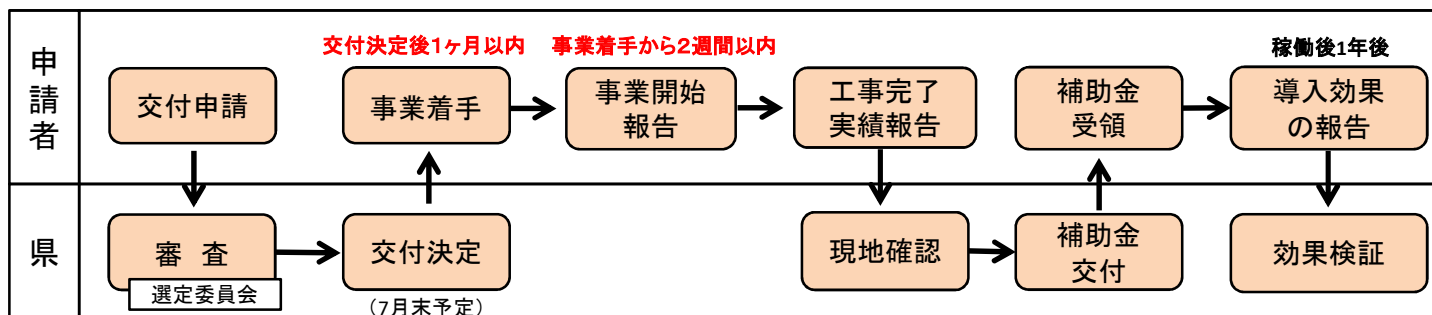 申請者
交付決定後1ヶ月以内
事業着手から2週間以内
稼働後1年後
交付申請
事業着手
事業開始
報告
工事完了
実績報告
補助金
受領
導入効果
の報告
県
審 査
選定委員会
交付決定
(7月末予定)
現地確認
補助金
交付
効果検証